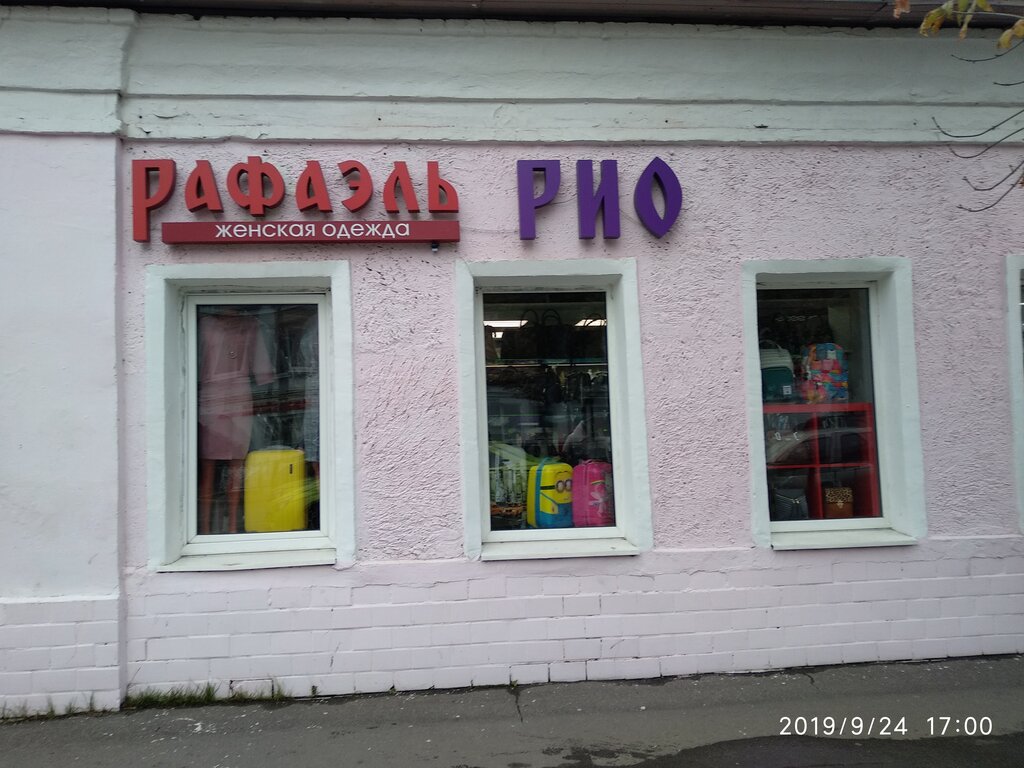 РАФАЭЛЬ
женская одежда
РИО
2019/9/24 17:00